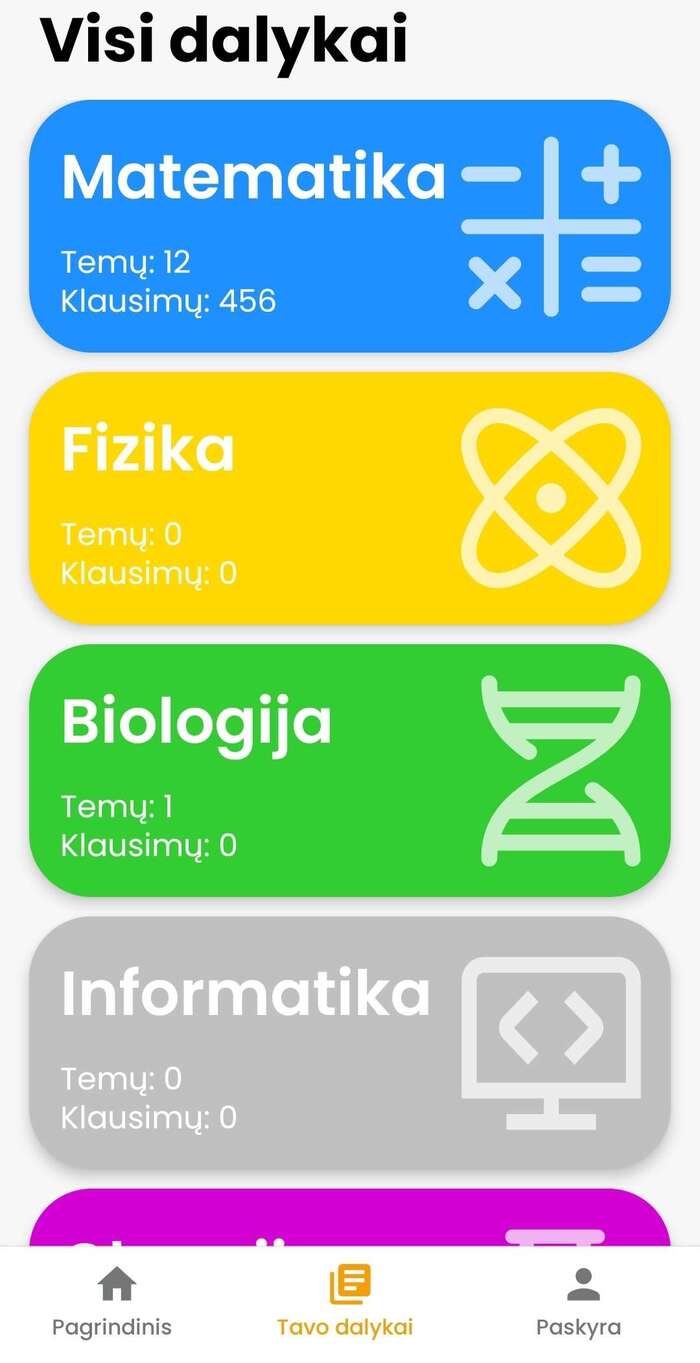 Visi dalykai
Matematika
Temų: 12
Klausimų: 456
Fizika
Temų: 0
Klausimų: 0
Biologija
Temų: 1
Klausimų: 0
Informatika
Temų: 0
Klausimų: 0
Pagrindinis
Tavo dalykai
Paskyra